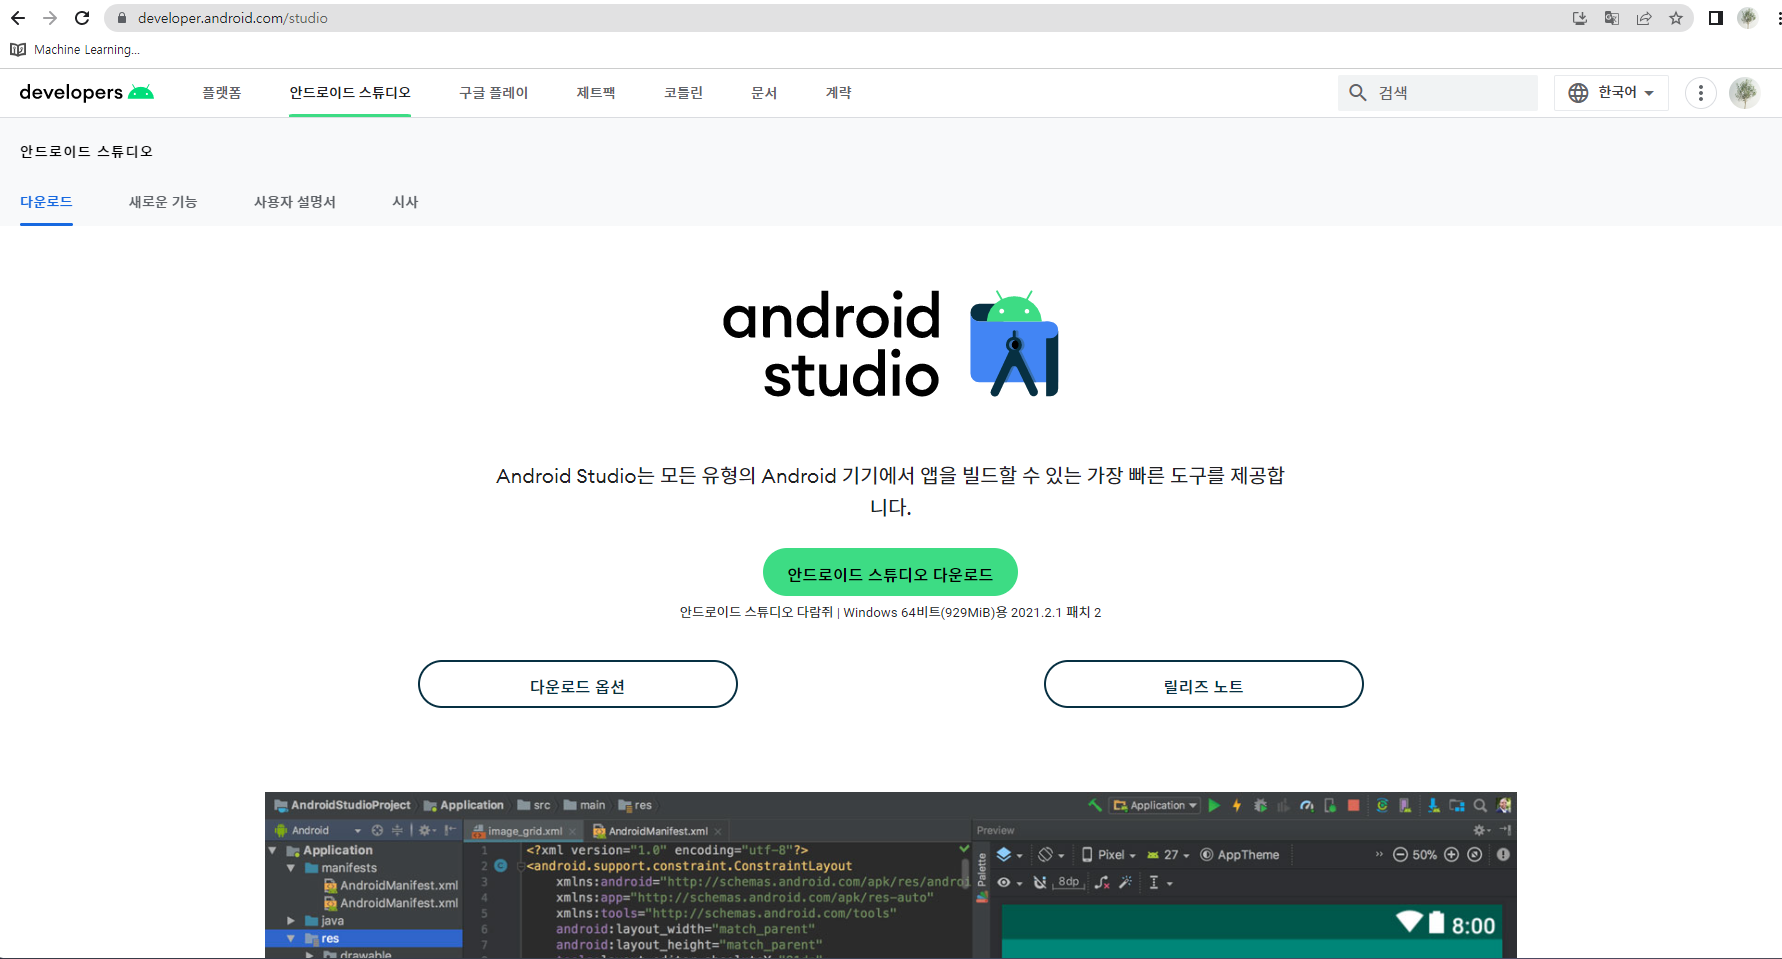 developer.android.com/studio
Machine Learning...
developers 플랫폼 안드로이드 스튜디오 구글 플레이 제트팩 코틀린 문서 계략 검색 한국어
안드로이드 스튜디오
다운로드 새로운 기능 사용자 설명서 시사
android
studio
Android Studio는 모든 유형의 Android 기기에서 앱을 빌드할 수 있는 가장 빠른 도구를 제공합
니다.
안드로이드 스튜디오 다운로드
안드로이드 스튜디오 다람쥐 | Windows 64비트(929MiB)용 2021.2.1 패치 2
다운로드 옵션 릴리즈 노트
AndroidStudioProject Application src main res Application
Android image_grid.xml AndroidManifest.xml Preview
Application 1 <?xml version="1.0" encoding="utf-8"?> Palette Pixel 27 AppTheme 50%
manifests 2 <android.support.constraint.ConstraintLayout
AndroidManifest.xml 3 xmlns:android="http://schemas.android.com/apk/res/androi 8dp
AndroidManifest.xml 4 xmlns:app="http://schemas.android.com/apk/res-auto"
java 5 xmlns:tools="http://schemas.android.com/tools"
res 6 android:layout_width="match_parent" 8:00
7 android:layout_height="match_parent"
drawable